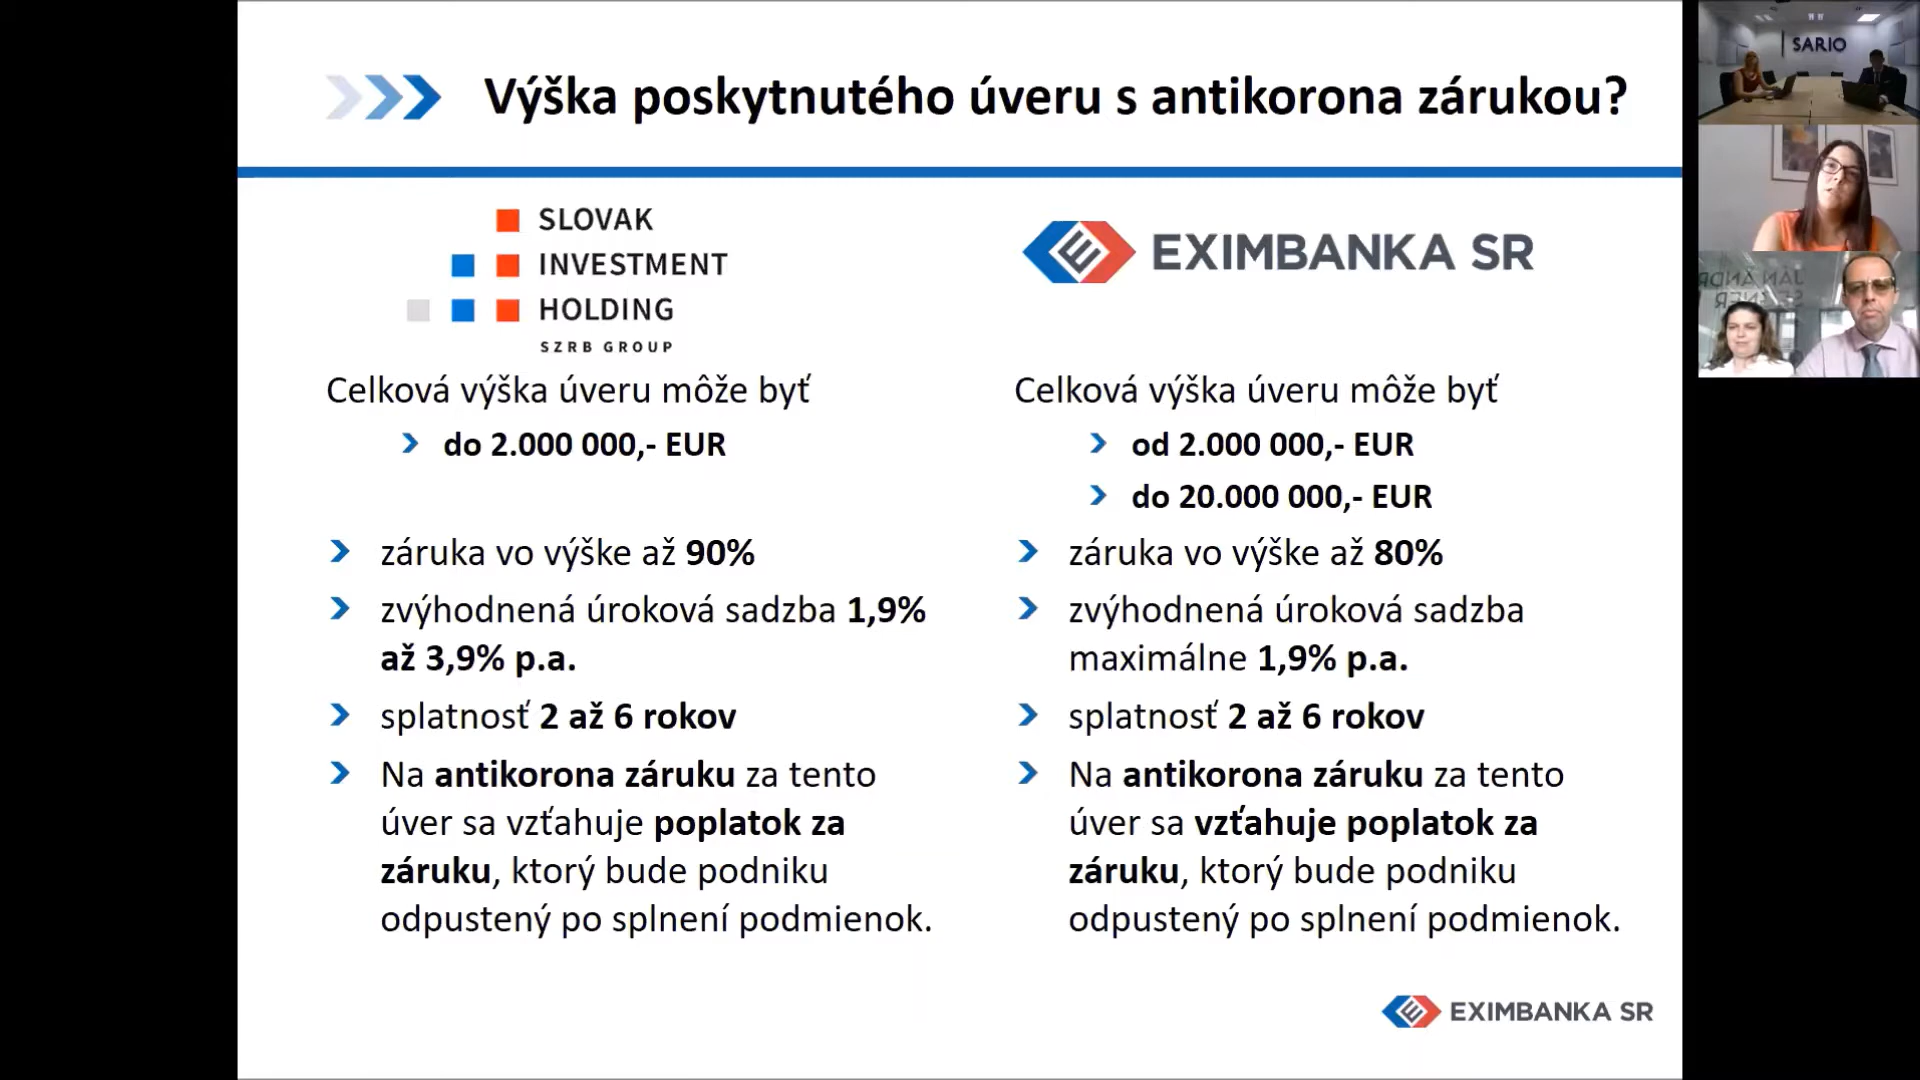 Výška poskytnutého úveru s antikorona zárukou?
SLOVAK
INVESTMENT
HOLDING
SZRB GROUP
Celková výška úveru môže byť
do 2.000 000,- EUR
záruka vo výške až 90%
zvýhodnená úroková sadzba 1,9%
až 3,9% p.a.
splatnosť 2 až 6 rokov
Na antikorona záruku za tento
úver sa vzťahuje poplatok za
záruku, ktorý bude podniku
odpustený po splnení podmienok.
EXIMBANKA SR
Celková výška úveru môže byť
od 2.000 000,- EUR
do 20.000 000,- EUR
záruka vo výške až 80%
zvýhodnená úroková sadzba
maximálne 1,9% p.a.
splatnosť 2 až 6 rokov
Na antikorona záruku za tento
úver sa vzťahuje poplatok za
záruku, ktorý bude podniku
odpustený po splnení podmienok.
EXIMBANKA SR
SARIO